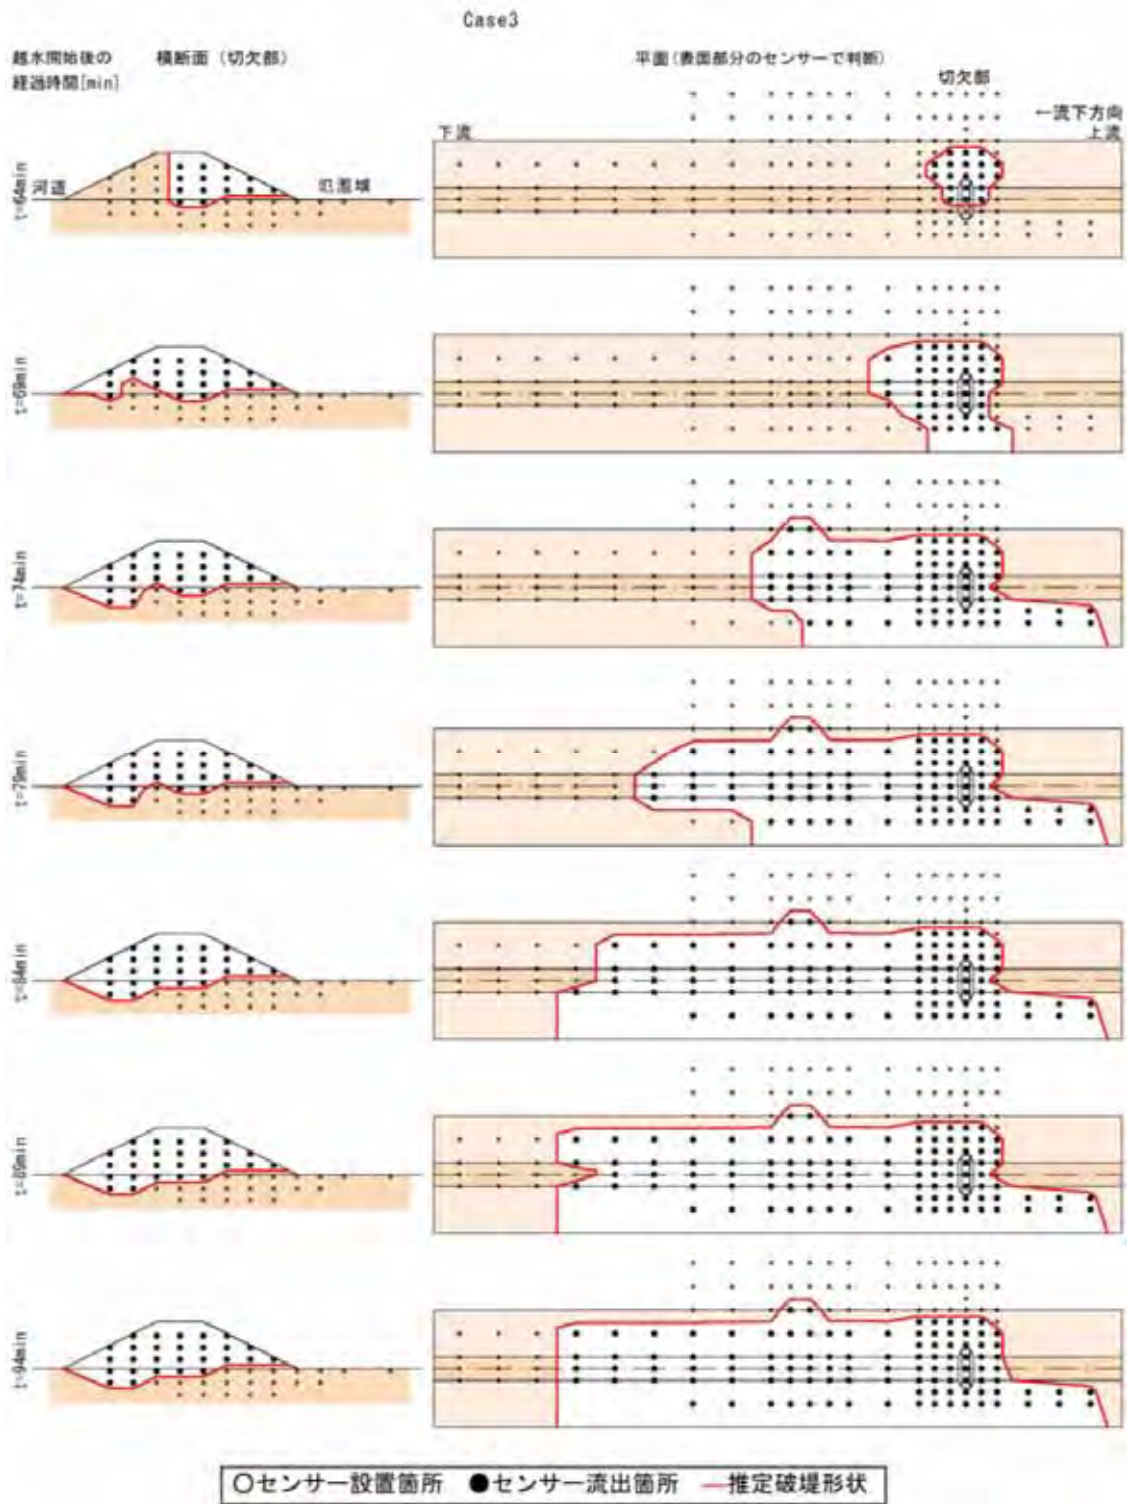 Case3
越水開始後の
経過時間[min]
横断面（切欠部）
平面(表面部分のセンサーで判断)
切欠部
←流下方向
下流
上流
t=64min
河道
氾濫域
t=69min
t=74min
t=79min
t=84min
t=89min
t=94min
○センサー設置箇所 ●センサー流出箇所 ―推定破堤形状